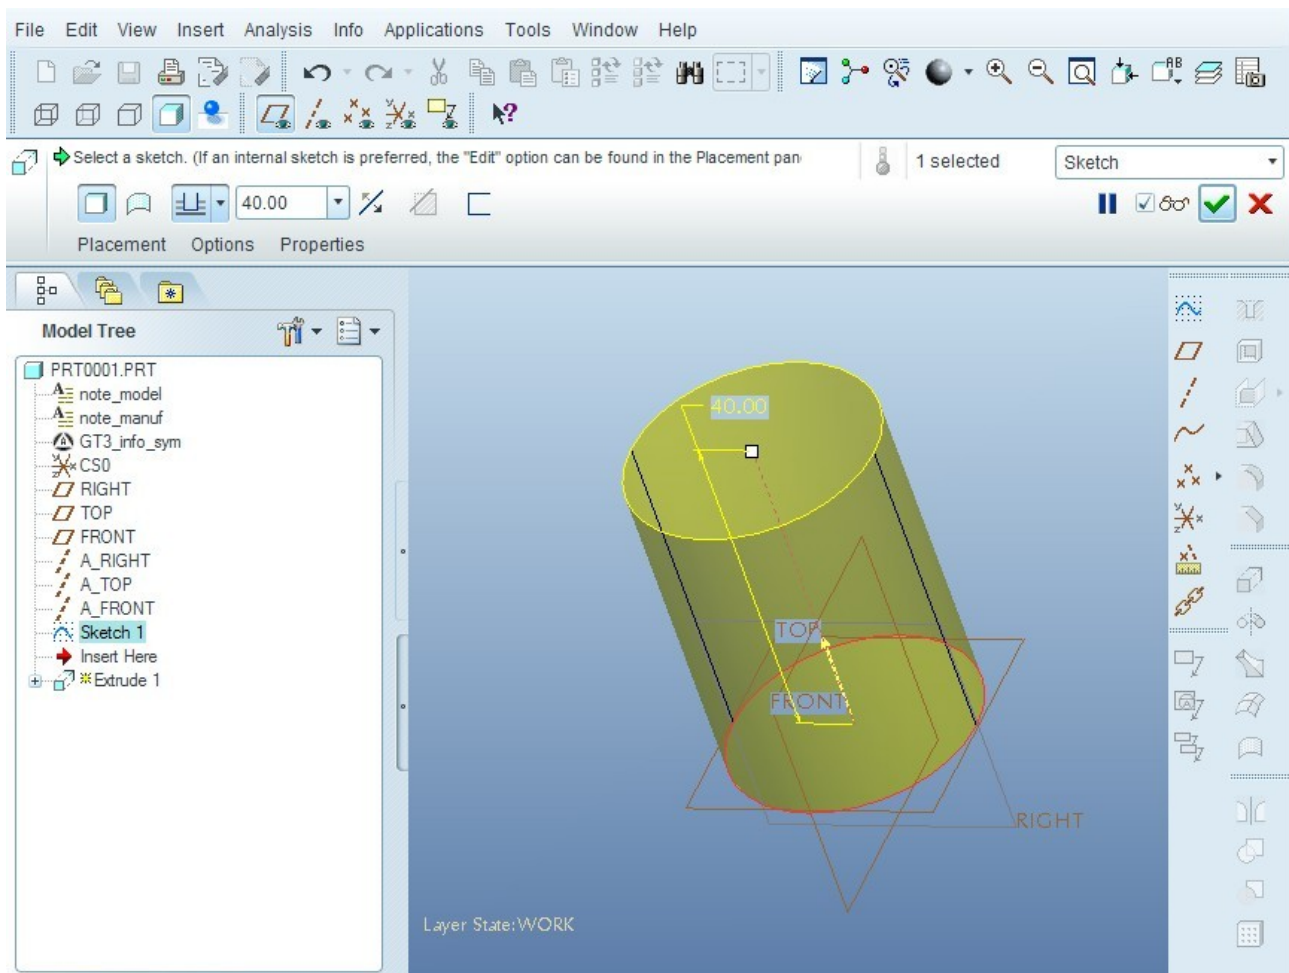 File Edit View Insert Analysis Info Applications Tools Window Help
Select a sketch. (If an internal sketch is preferred, the "Edit" option can be found in the Placement pan
1 selected
Sketch
40.00
Placement Options Properties
Model Tree
PRT0001.PRT
note_model
note_manuf
GT3_info_sym
CS0
RIGHT
TOP
FRONT
A_RIGHT
A_TOP
A_FRONT
Sketch 1
Insert Here
Extrude 1
40.00
TOP
FRONT
RIGHT
Layer State:WORK